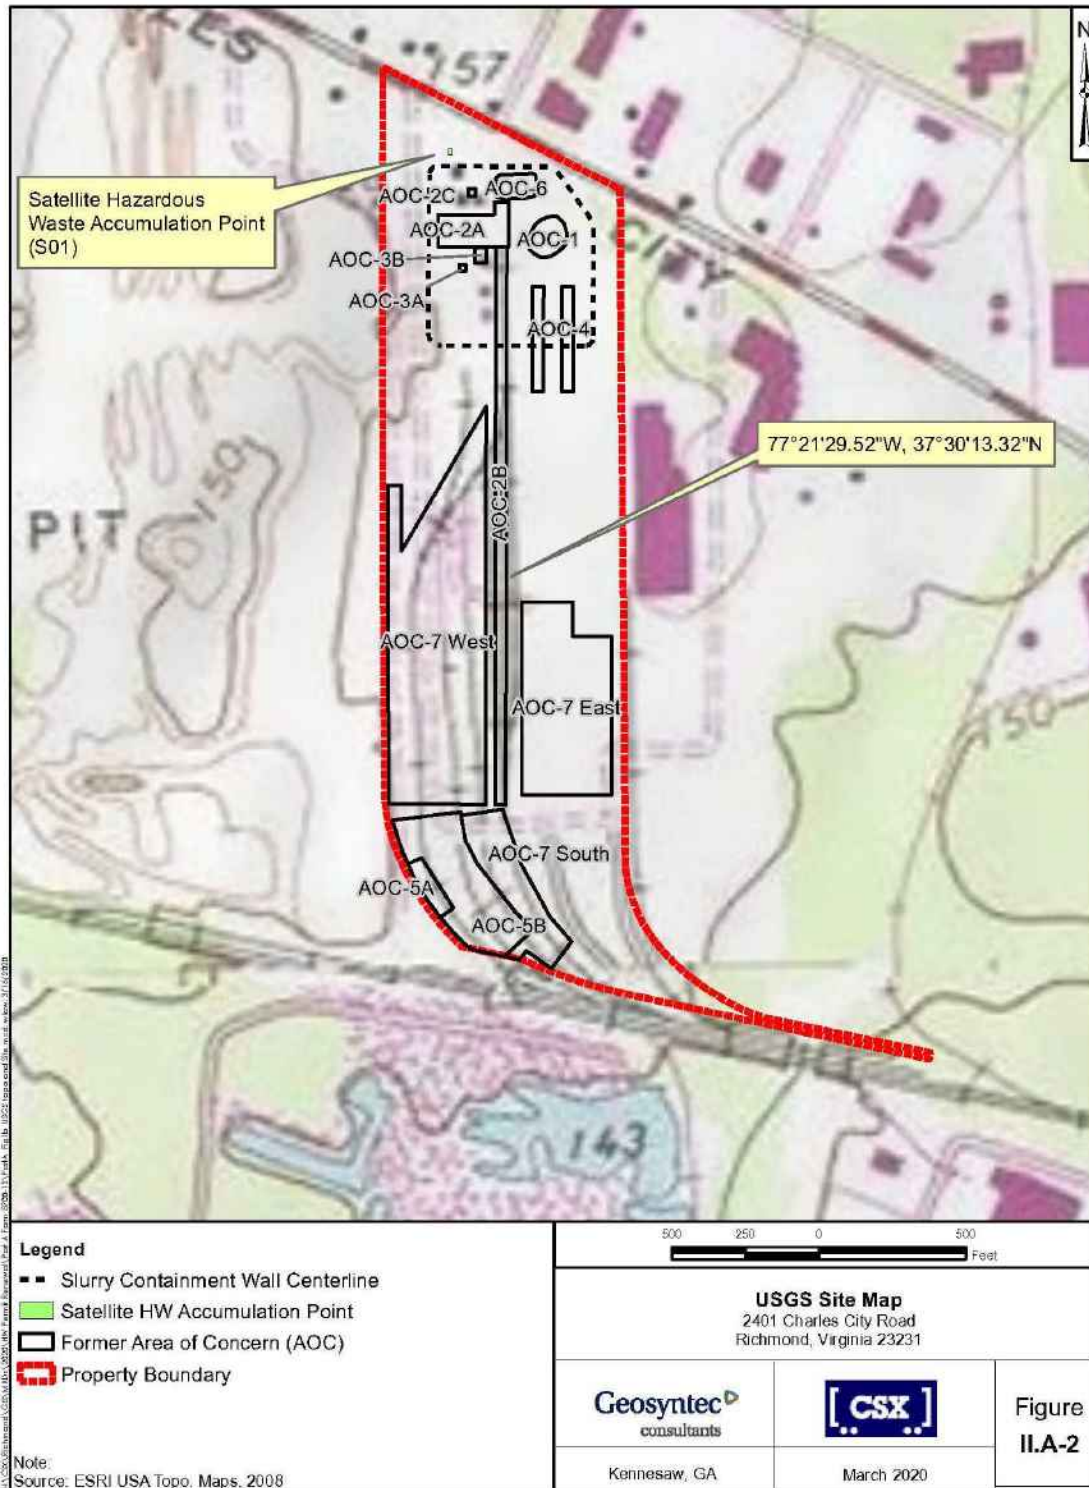 LES
157
N
Satellite Hazardous
Waste Accumulation Point
(S01)
AOC-2C
AOC-6
AOC-2A
AOC-1
CITY
AOC-3B
AOC-3A
AOC-4
77°21'29.52"W, 37°30'13.32"N
150
AOC-2B
PIT
AOC-7 West
AOC-7 East
150
AOC-7 South
AOC-5A
AOC-5B
143
Legend
Slurry Containment Wall Centerline
Satellite HW Accumulation Point
Former Area of Concern (AOC)
Property Boundary
Note:
Source: ESRI USA Topo. Maps, 2008
500 250 0 500
Feet
USGS Site Map
2401 Charles City Road
Richmond, Virginia 23231
Geosyntec
consultants
CSX
Figure
II.A-2
Kennesaw, GA
March 2020